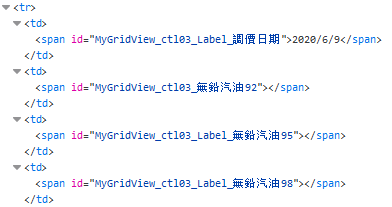 <tr>
<td>
<span id="MyGridView_ctl03_Label_調價日期">2020/6/9</span>
</td>
<td>
<span id="MyGridView_ctl03_無鉛汽油92"></span>
</td>
<td>
<span id="MyGridView_ctl03_Label_無鉛汽油95"></span>
</td>
<td>
<span id="MyGridView_ctl03_Label_無鉛汽油98"></span>
</td>